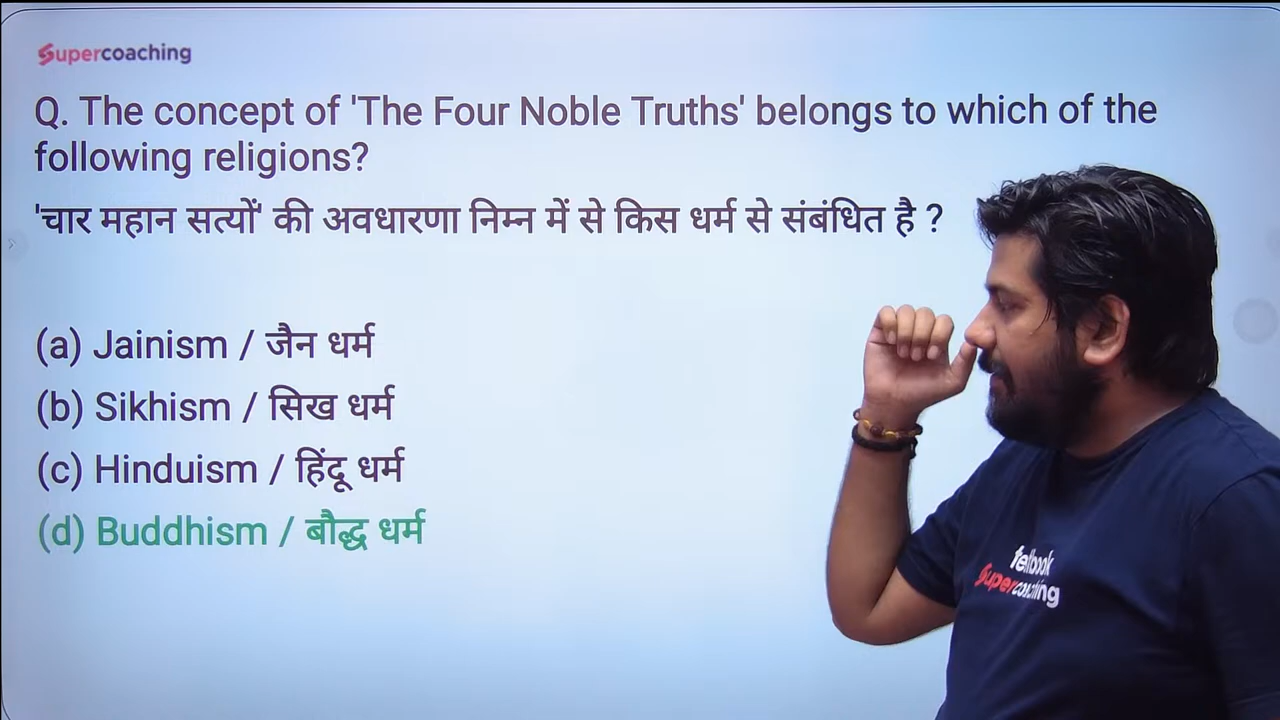 Supercoaching
Q. The concept of 'The Four Noble Truths' belongs to which of the
following religions?
'चार महान सत्यों' की अवधारणा निम्न में से किस धर्म से संबंधित है ?
(a) Jainism / जैन धर्म
(b) Sikhism / सिख धर्म
(c) Hinduism / हिंदू धर्म
(d) Buddhism / बौद्ध धर्म
testbook
Supercoaching